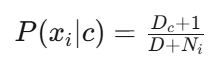 P(x_i|c) = \frac{D_c+1}{D+N_i}